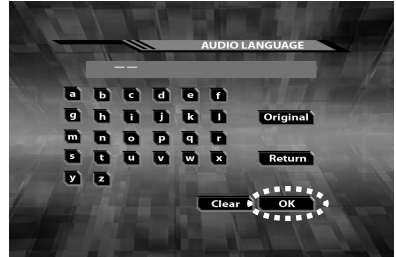 AUDIO LANGUAGE
_ _
a b c d e f
g h i j k l Original
m n o p q r
s t u v w x Return
y z
Clear OK